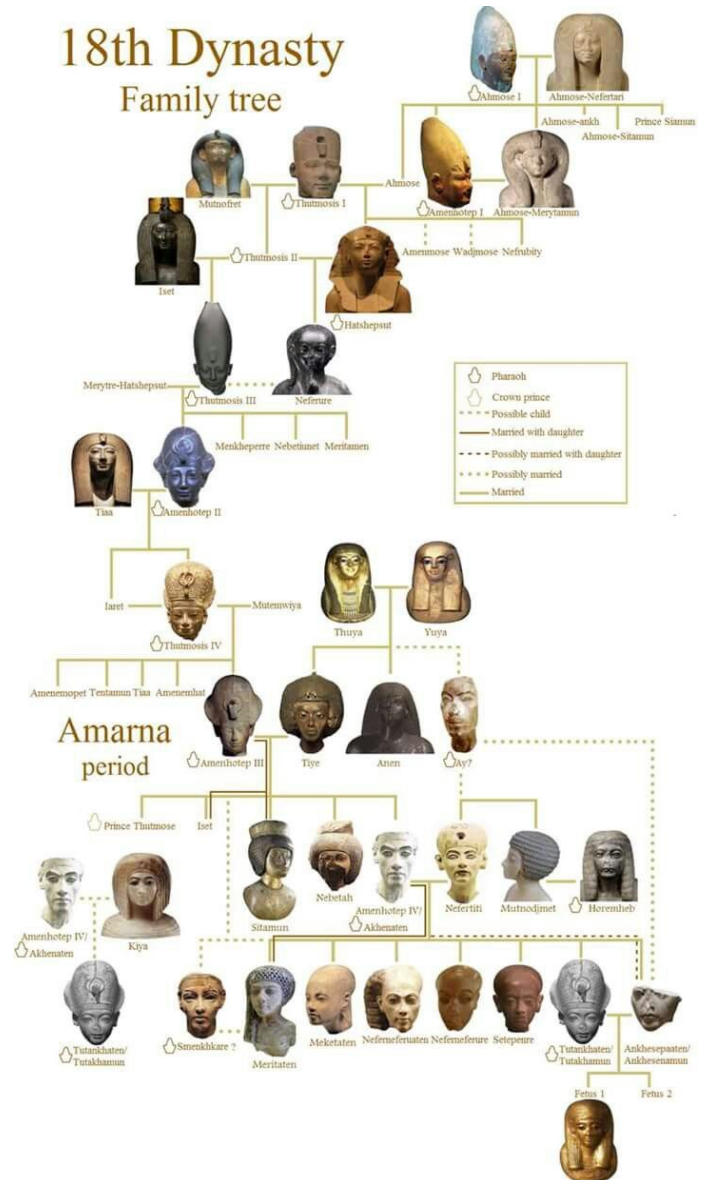 18th Dynasty
Family tree
Ahmose I
Ahmose-Nefertari
Ahmose-ankh
Prince Siamun
Ahmose-Sitamun
Mutnofret
Thutmosis I
Ahmose
Amenhotep I
Ahmose-Merytamun
Iset
Thutmosis II
Amenmose
Wadjmose
Nefrubity
Hatshepsut
Merytre-Hatshepsut
Thutmosis III
Neferure
Menkheperre
Nebetiunet
Meritamen
Pharaoh
Crown prince
Possible child
Married with daughter
Possibly married with daughter
Possibly married
Married
Tiaa
Amenhotep II
Iaret
Thutmosis IV
Mutemwiya
Thuya
Yuya
Amenemopet
Tentamun
Tiaa
Amenemhat
Amarna
period
Amenhotep III
Tiye
Anen
Ay?
Prince Thutmose
Iset
Sitamun
Nebetah
Amenhotep IV/
Akhenaten
Nefertiti
Mutnodjmet
Horemheb
Amenhotep IV/
Akhenaten
Kiya
Tutankhaten/
Tutakhamun
Smenkhkare ?
Meritaten
Meketaten
Neferneferuaten
Neferneferure
Setepenre
Tutankhaten/
Tutakhamun
Ankhesepaaten/
Ankhesenamun
Fetus 1
Fetus 2